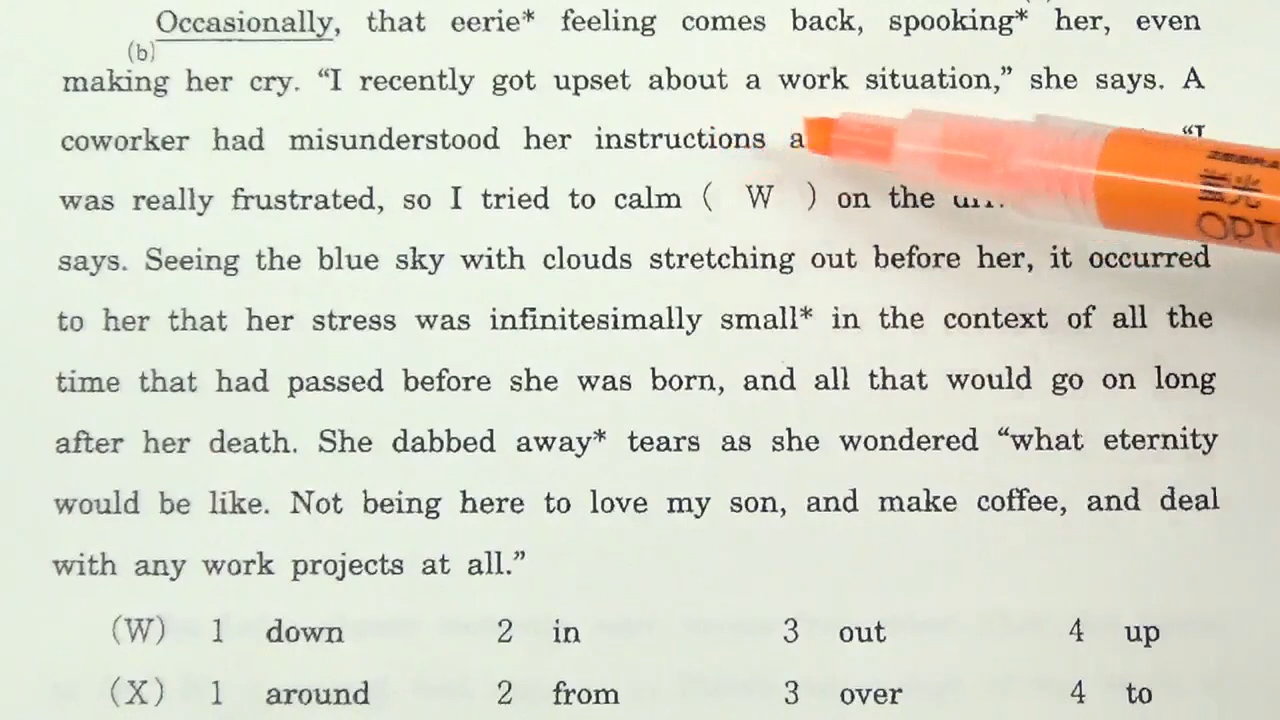 Occasionally, that eerie* feeling comes back, spooking* her, even
(b)
making her cry. “I recently got upset about a work situation,” she says. A
coworker had misunderstood her instructions “I
was really frustrated, so I tried to calm ( W ) on the
says. Seeing the blue sky with clouds stretching out before her, it occurred
to her that her stress was infinitesimally small* in the context of all the
time that had passed before she was born, and all that would go on long
after her death. She dabbed away* tears as she wondered “what eternity
would be like. Not being here to love my son, and make coffee, and deal
with any work projects at all.”
(W) 1 down 2 in 3 out 4 up
(X) 1 around 2 from 3 over 4 to
ZEBRA
蛍光
OPT